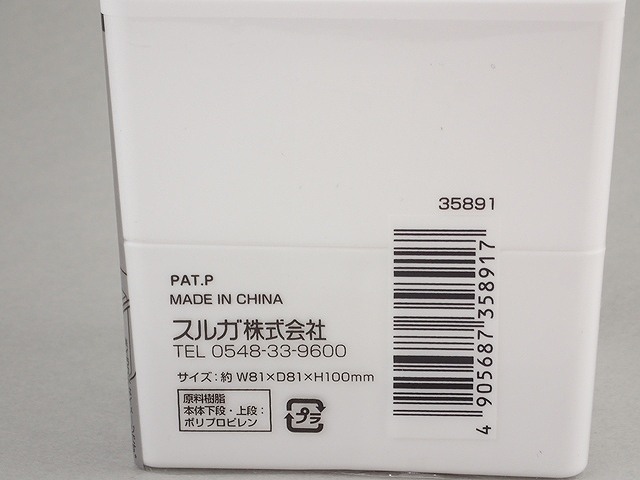 35891
PAT.P
MADE IN CHINA
スルガ株式会社
TEL 0548-33-9600
サイズ:約 W81×D81×H100mm
原料樹脂
本体下段・上段:
ポリプロピレン
プラ
4 905687 358917